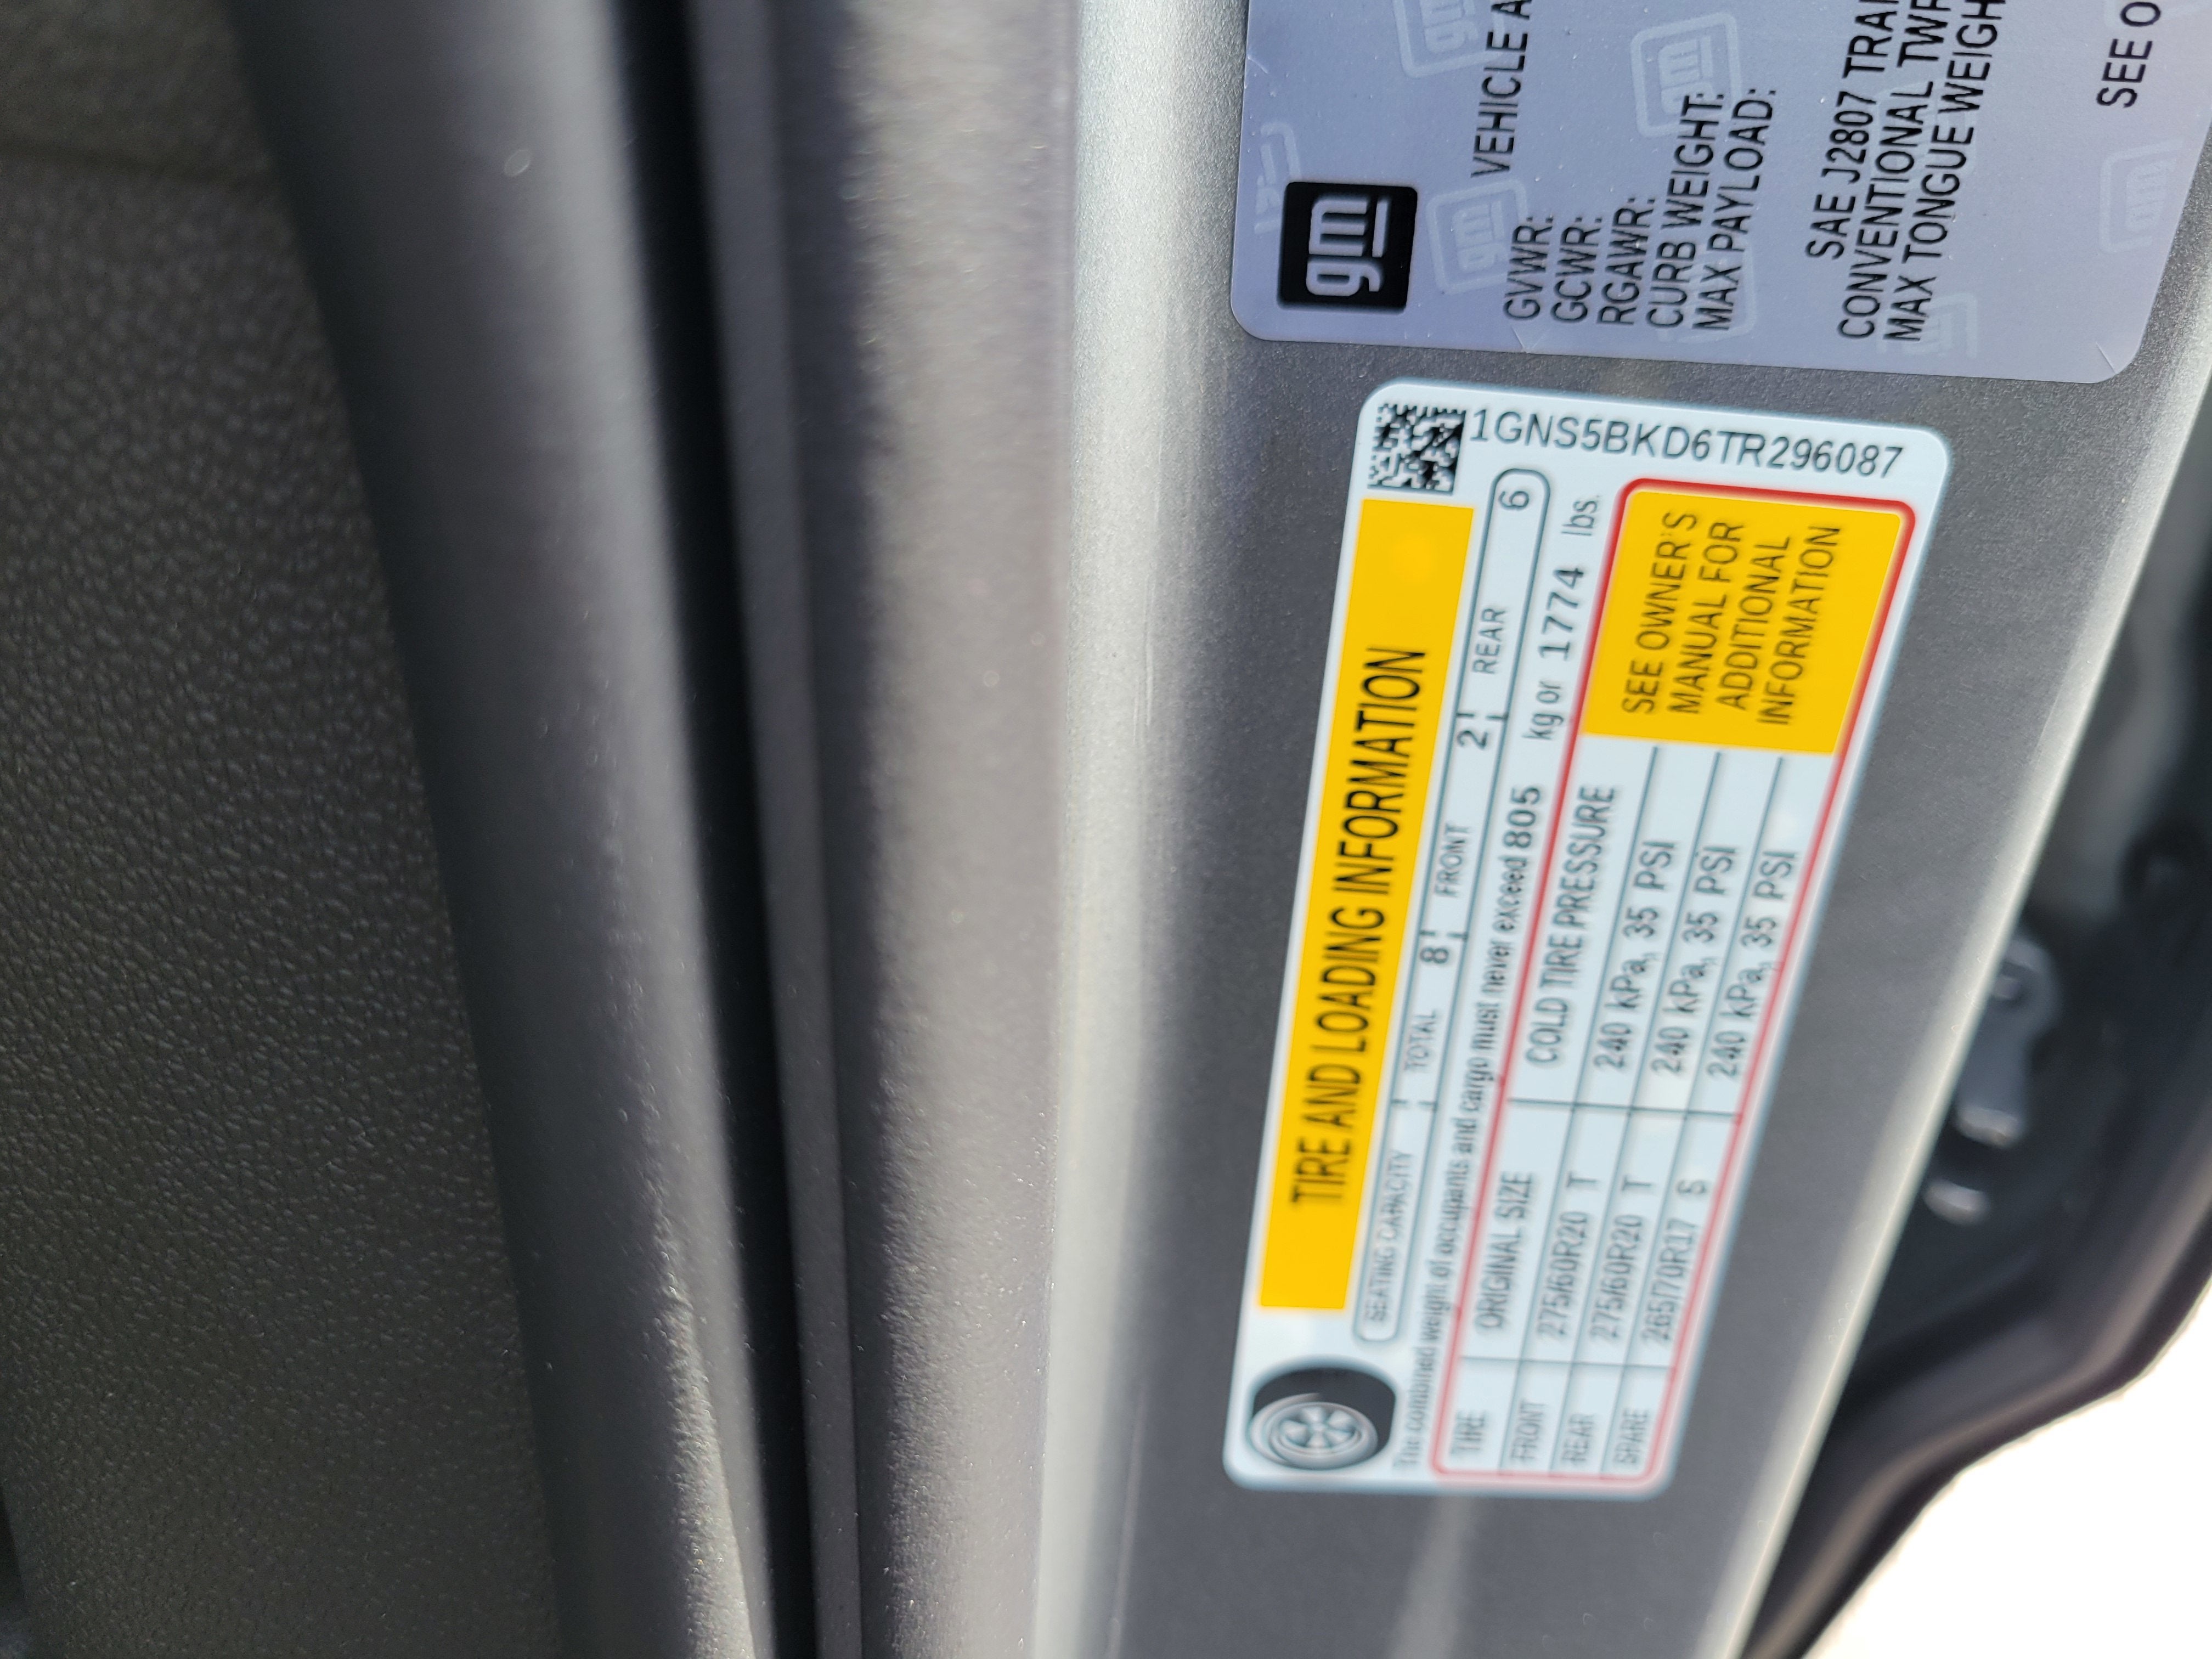 gm
VEHICLE A
GVWR:
GCWR:
RGAWR:
CURB WEIGHT:
MAX PAYLOAD:
SAE J2807 TRAI
CONVENTIONAL TWR
MAX TONGUE WEIGH
SEE O
TIRE AND LOADING INFORMATION
1GNS5BKD6TR296087
SEATING CAPACITY TOTAL 8 FRONT 2 REAR 6
The combined weight of occupants and cargo must never exceed 805 kg or 1774 lbs.
TIRE ORIGINAL SIZE COLD TIRE PRESSURE
FRONT 275/60R20 T 240 kPa, 35 PSI
REAR 275/60R20 T 240 kPa, 35 PSI
SPARE 265/70R17 S 240 kPa, 35 PSI
SEE OWNER'S
MANUAL FOR
ADDITIONAL
INFORMATION